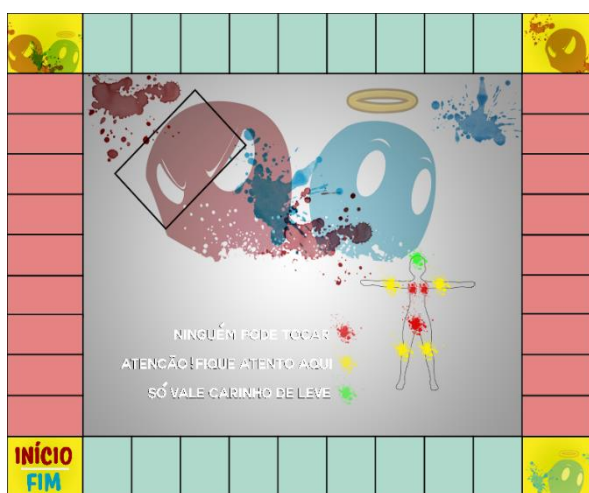 NINGUÉM PODE TOCAR
ATENÇÃO! FIQUE ATENTO AQUI
SÓ VALE CARINHO DE LEVE
INÍCIO
FIM